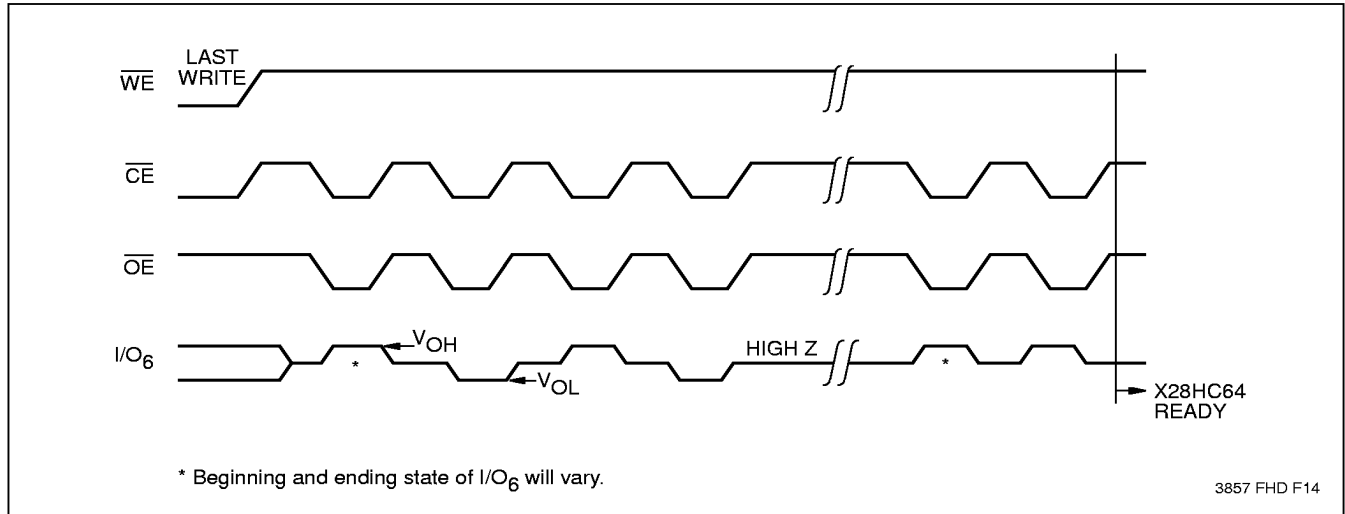 LAST
WRITE
WE
CE
OE
I/O6
VOH
VOL
HIGH Z
*
*
X28HC64
READY
* Beginning and ending state of I/O6 will vary.
3857 FHD F14